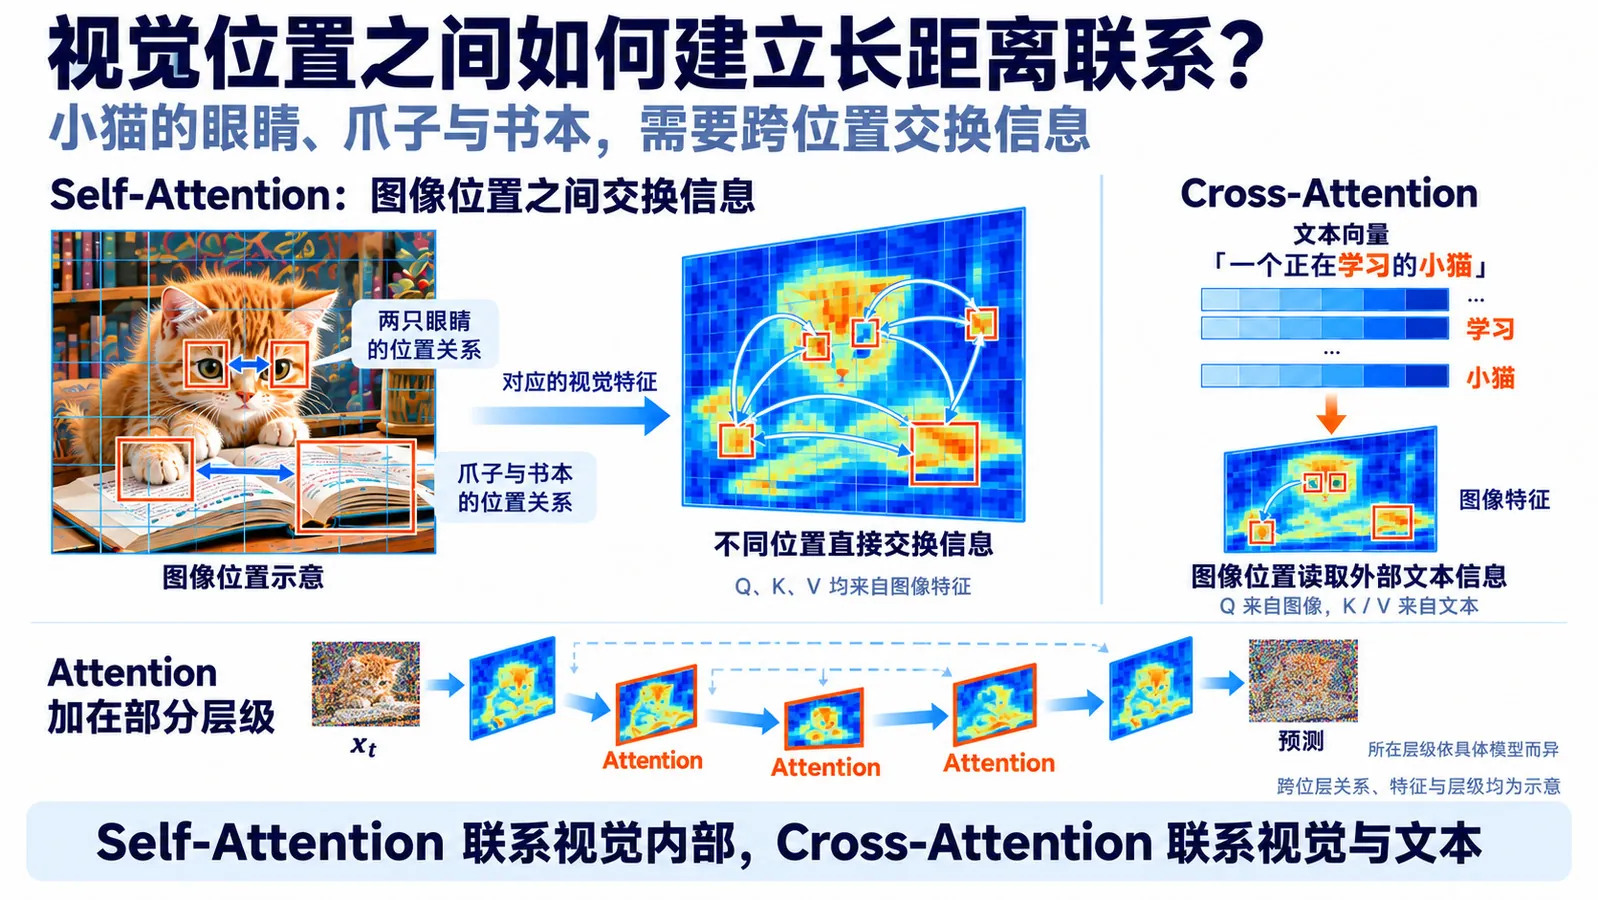 视觉位置之间如何建立长距离联系？
小猫的眼睛、爪子与书本，需要跨位置交换信息
Self-Attention：图像位置之间交换信息
两只眼睛
的位置关系
爪子与书本
的位置关系
图像位置示意
对应的视觉特征
不同位置直接交换信息
Q、K、V 均来自图像特征
Cross-Attention
文本向量
「一个正在学习的小猫」
...
学习
...
小猫
图像特征
图像位置读取外部文本信息
Q 来自图像，K / V 来自文本
Attention
加在部分层级
x_t
Attention
Attention
Attention
预测
所在层级依具体模型而异
跨位层关系、特征与层级均为示意
Self-Attention 联系视觉内部，Cross-Attention 联系视觉与文本